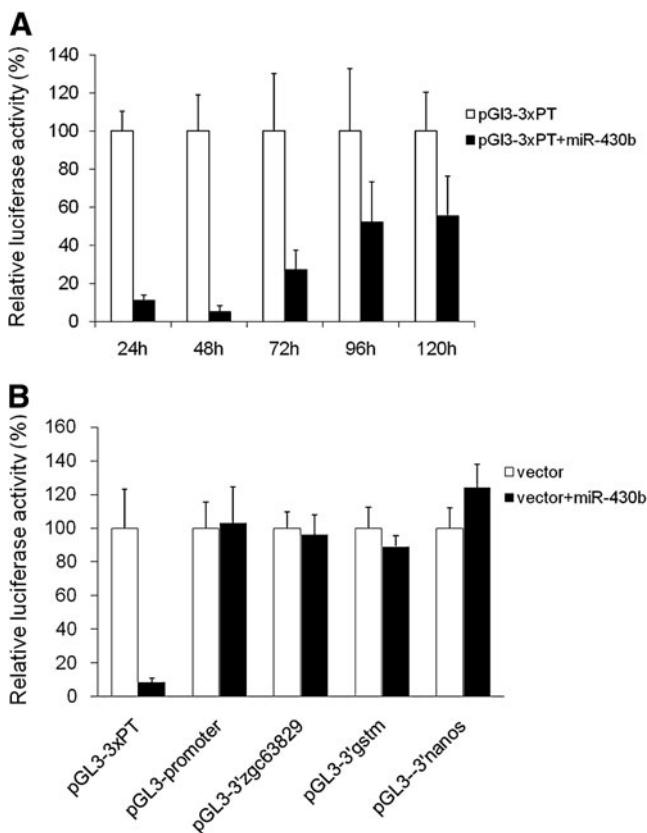 A
Relative luciferase activity (%)
140
120
100
80
60
40
20
0
24h 48h 72h 96h 120h
pGl3-3xPT
pGl3-3xPT+miR-430b
B
Relative luciferase activity (%)
160
140
120
100
80
60
40
20
0
vector
vector+miR-430b
pGL3-3xPT
pGL3-promoter
pGL3-3'zgc63829
pGL3-3'gstm
pGL3--3'nanos